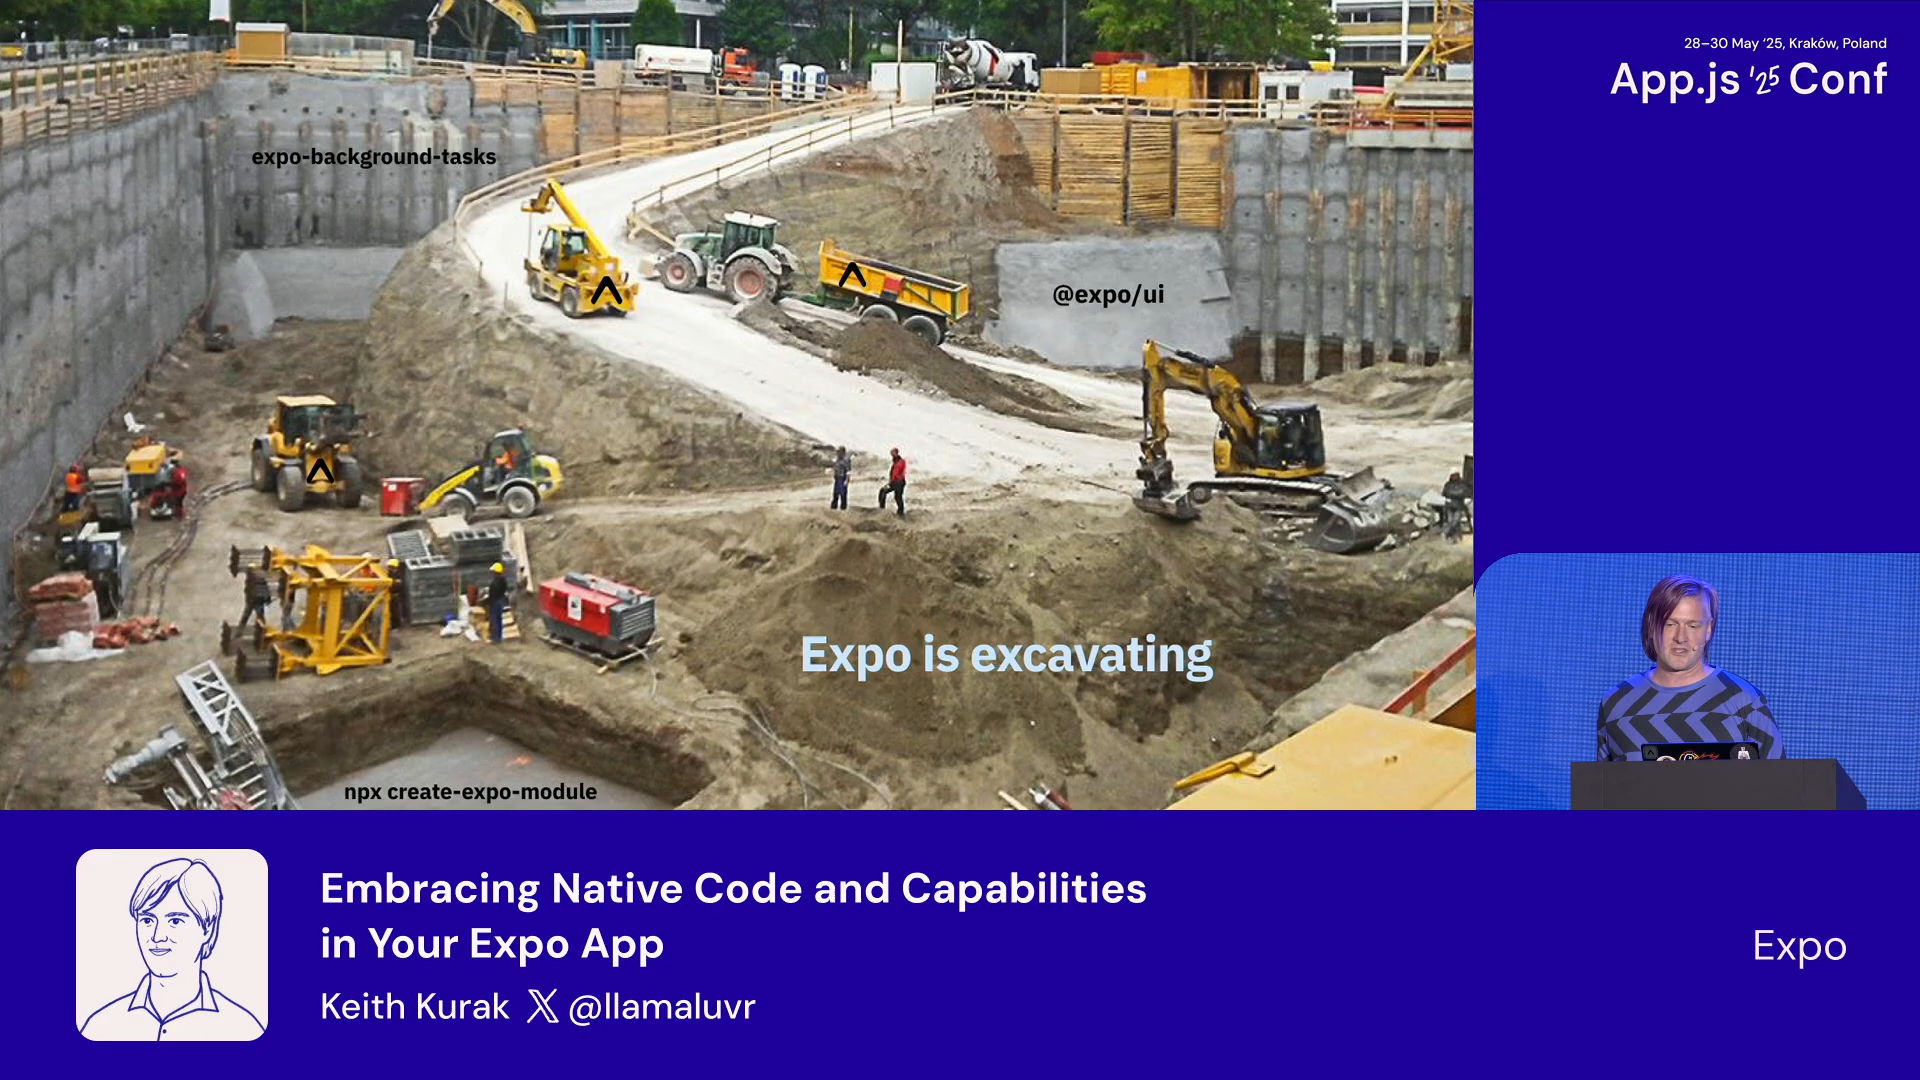 28–30 May '25, Kraków, Poland
App.js '25 Conf
expo-background-tasks
@expo/ui
Expo is excavating
npx create-expo-module
Embracing Native Code and Capabilities
in Your Expo App
Keith Kurak X @llamaluvr
Expo